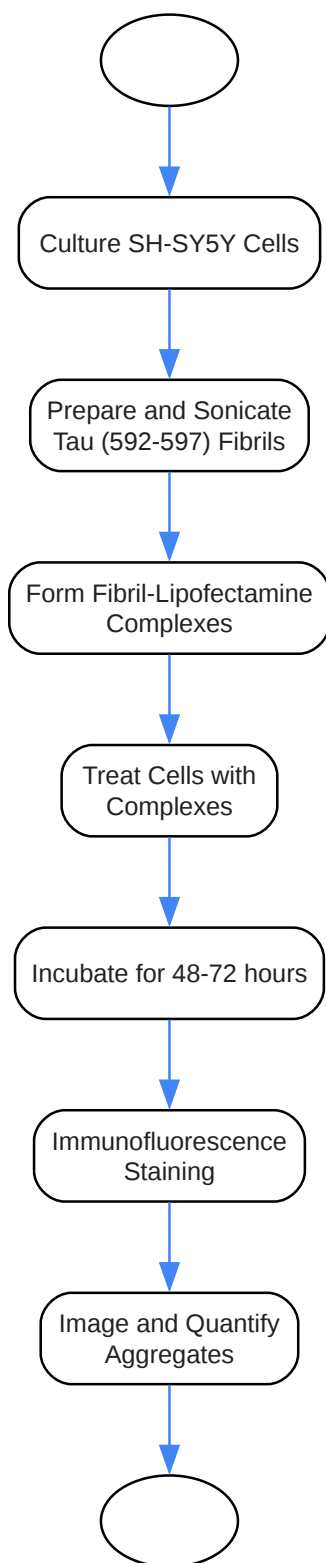 Culture SH-SY5Y Cells
Prepare and Sonicate
Tau (592-597) Fibrils
Form Fibril-Lipofectamine
Complexes
Treat Cells with
Complexes
Incubate for 48-72 hours
Immunofluorescence
Staining
Image and Quantify
Aggregates